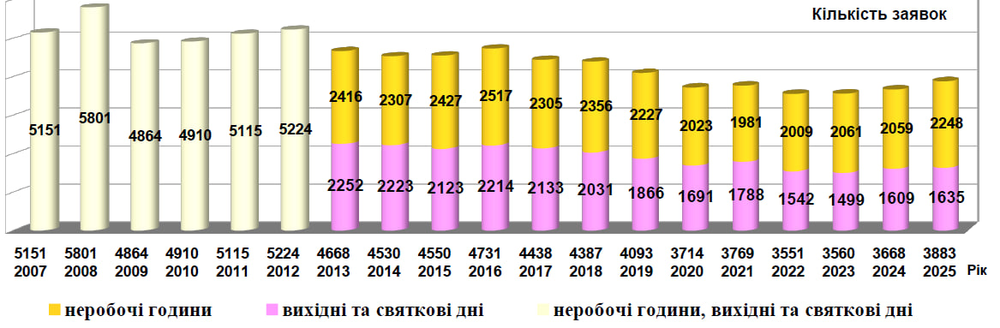 Кількість заявок
5151 5801 4864 4910 5115 5224
2416 2307 2427 2517 2305 2356 2227 2023 1981 2009 2061 2059 2248
2252 2223 2123 2214 2133 2031 1866 1691 1788 1542 1499 1609 1635
5151 5801 4864 4910 5115 5224 4668 4530 4550 4731 4438 4387 4093 3714 3769 3551 3560 3668 3883
2007 2008 2009 2010 2011 2012 2013 2014 2015 2016 2017 2018 2019 2020 2021 2022 2023 2024 2025 Рік
неробочі години вихідні та святкові дні неробочі години, вихідні та святкові дні